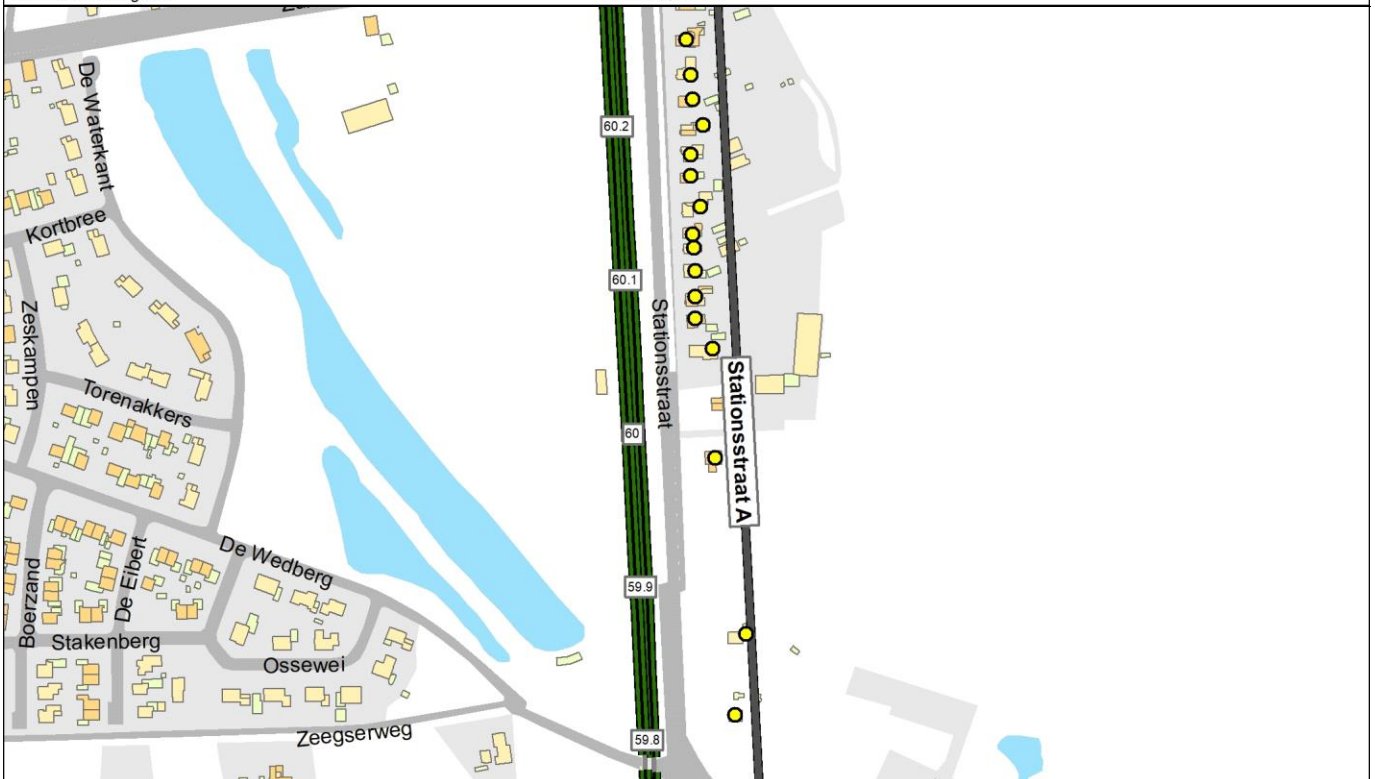 De Waterkant
60.2
Kortbree
60.1
Zeskampen
Stationsstraat
Stationsstraat A
Torenakkers
60
De Wedberg
De Eibert
59.9
Boerzand
Stakenberg
Ossewei
Zeegserweg
59.8